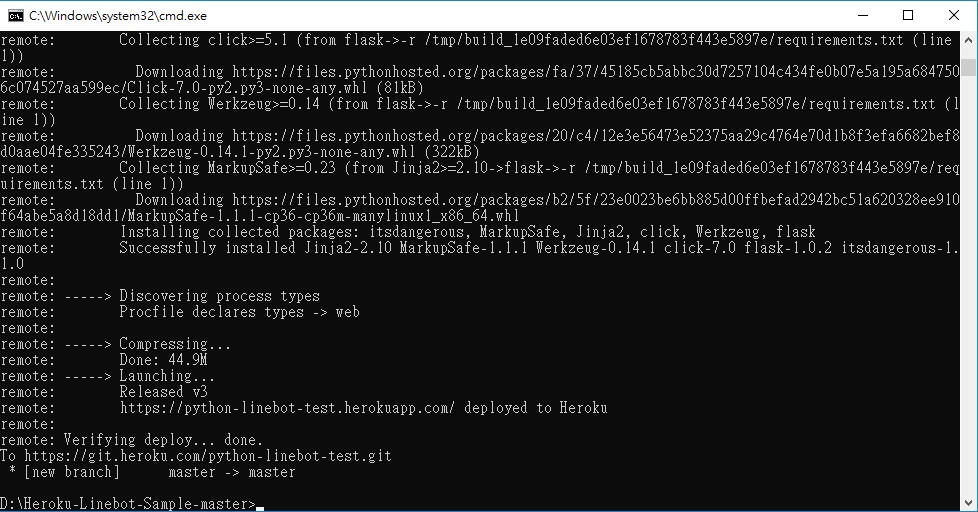 C:\Windows\system32\cmd.exe
remote:        Collecting click>=5.1 (from flask->-r /tmp/build_1e09faded6e03ef1678783f443e5897e/requirements.txt (line
1))
remote:          Downloading https://files.pythonhosted.org/packages/fa/37/45185cb5abbc30d7257104c434fe0b07e5a195a684750
6c074527aa599ec/Click-7.0-py2.py3-none-any.whl (81kB)
remote:        Collecting Werkzeug>=0.14 (from flask->-r /tmp/build_1e09faded6e03ef1678783f443e5897e/requirements.txt (l
ine 1))
remote:          Downloading https://files.pythonhosted.org/packages/20/c4/12e3e56473e52375aa29c4764e70d1b8f3efa6682bef8
d0aae04fe335243/Werkzeug-0.14.1-py2.py3-none-any.whl (322kB)
remote:        Collecting MarkupSafe>=0.23 (from Jinja2>=2.10->flask->-r /tmp/build_1e09faded6e03ef1678783f443e5897e/req
uirements.txt (line 1))
remote:          Downloading https://files.pythonhosted.org/packages/b2/5f/23e0023be6bb885d00ffbefad2942bc51a620328ee910
f64abe5a8d18dd1/MarkupSafe-1.1.1-cp36-cp36m-manylinux1_x86_64.whl
remote:        Installing collected packages: itsdangerous, MarkupSafe, Jinja2, click, Werkzeug, flask
remote:        Successfully installed Jinja2-2.10 MarkupSafe-1.1.1 Werkzeug-0.14.1 click-7.0 flask-1.0.2 itsdangerous-1.
1.0
remote:
remote: -----> Discovering process types
remote:        Procfile declares types -> web
remote:
remote: -----> Compressing...
remote:        Done: 44.9M
remote: -----> Launching...
remote:        Released v3
remote:        https://python-linebot-test.herokuapp.com/ deployed to Heroku
remote:
remote: Verifying deploy... done.
To https://git.heroku.com/python-linebot-test.git
 * [new branch]      master -> master
D:\Heroku-Linebot-Sample-master>